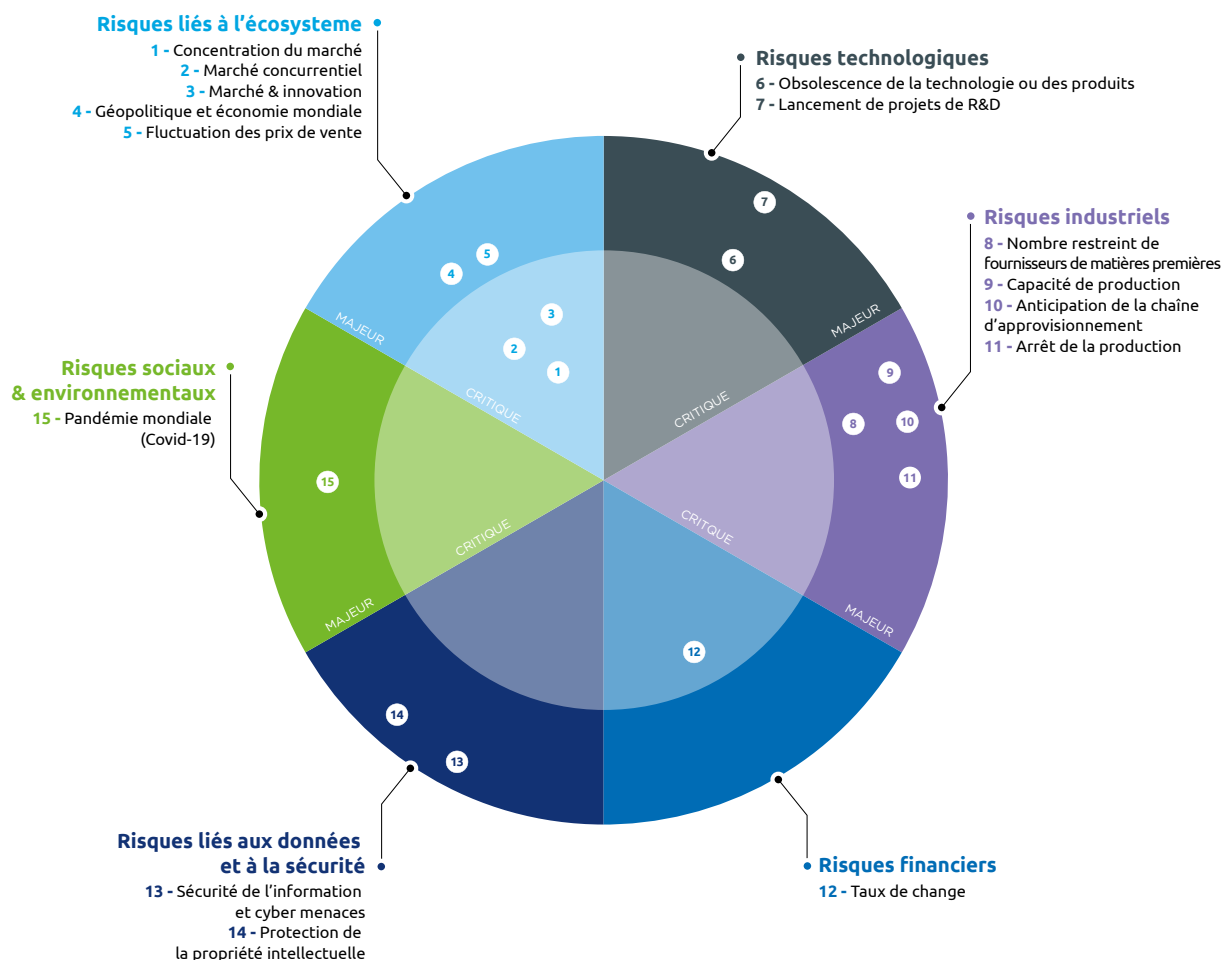 Risques liés à l’écosysteme
1 - Concentration du marché
2 - Marché concurrentiel
3 - Marché & innovation
4 - Géopolitique et économie mondiale
5 - Fluctuation des prix de vente
Risques technologiques
6 - Obsolescence de la technologie ou des produits
7 - Lancement de projets de R&D
Risques industriels
8 - Nombre restreint de
fournisseurs de matières premières
9 - Capacité de production
10 - Anticipation de la chaîne
d’approvisionnement
11 - Arrêt de la production
Risques sociaux
& environnementaux
15 - Pandémie mondiale
(Covid-19)
7
6
5
4
3
2
1
MAJEUR
MAJEUR
CRITIQUE
CRITIQUE
9
8
10
11
15
CRITIQUE
CRITQUE
MAJEUR
MAJEUR
12
14
13
Risques liés aux données
et à la sécurité
13 - Sécurité de l’information
et cyber menaces
14 - Protection de
la propriété intellectuelle
Risques financiers
12 - Taux de change